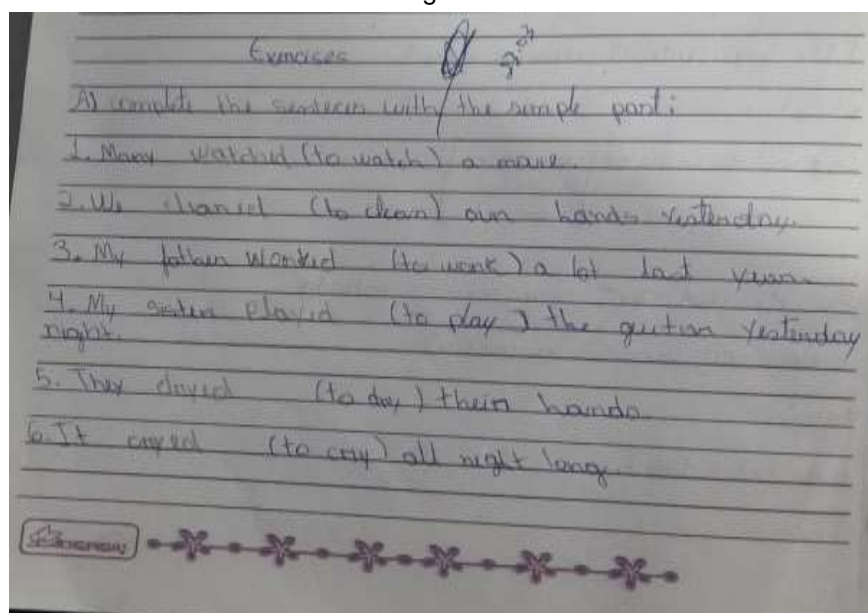 Exercises
A) complete the sentences with the simple past:
1. Mary watched (to watch) a movie.
2. We cleaned (to clean) our hands yesterday.
3. My father worked (to work) a lot last year.
4. My sister played (to play) the guitar yesterday
night.
5. They dryed (to dry) their hands.
6. It cryed (to cry) all night long.